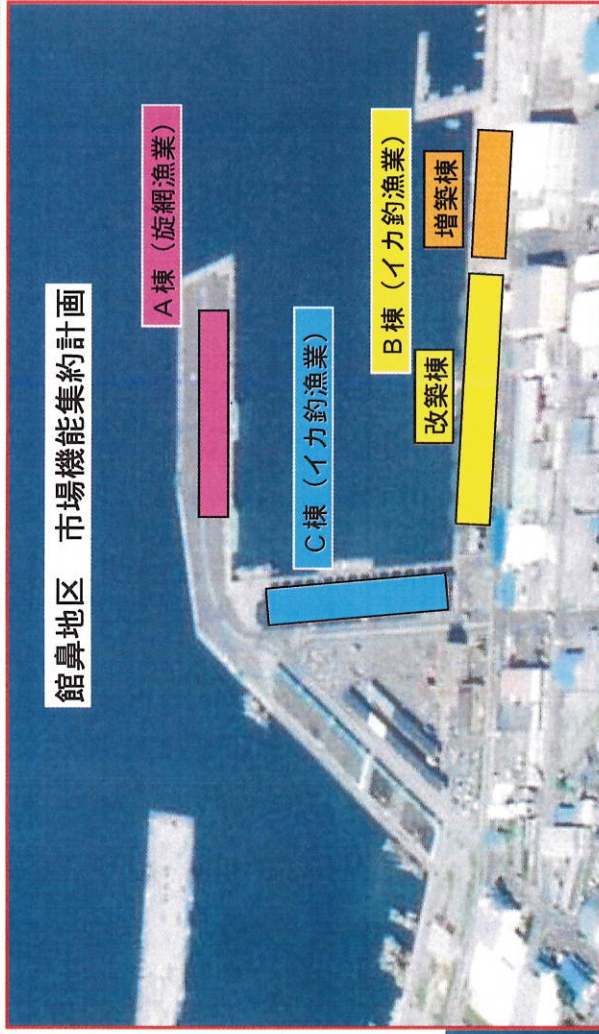 館鼻地区　市場機能集約計画
A棟（旋網漁業）
C棟（イカ釣漁業）
B棟（イカ釣漁業）
改築棟
増築棟